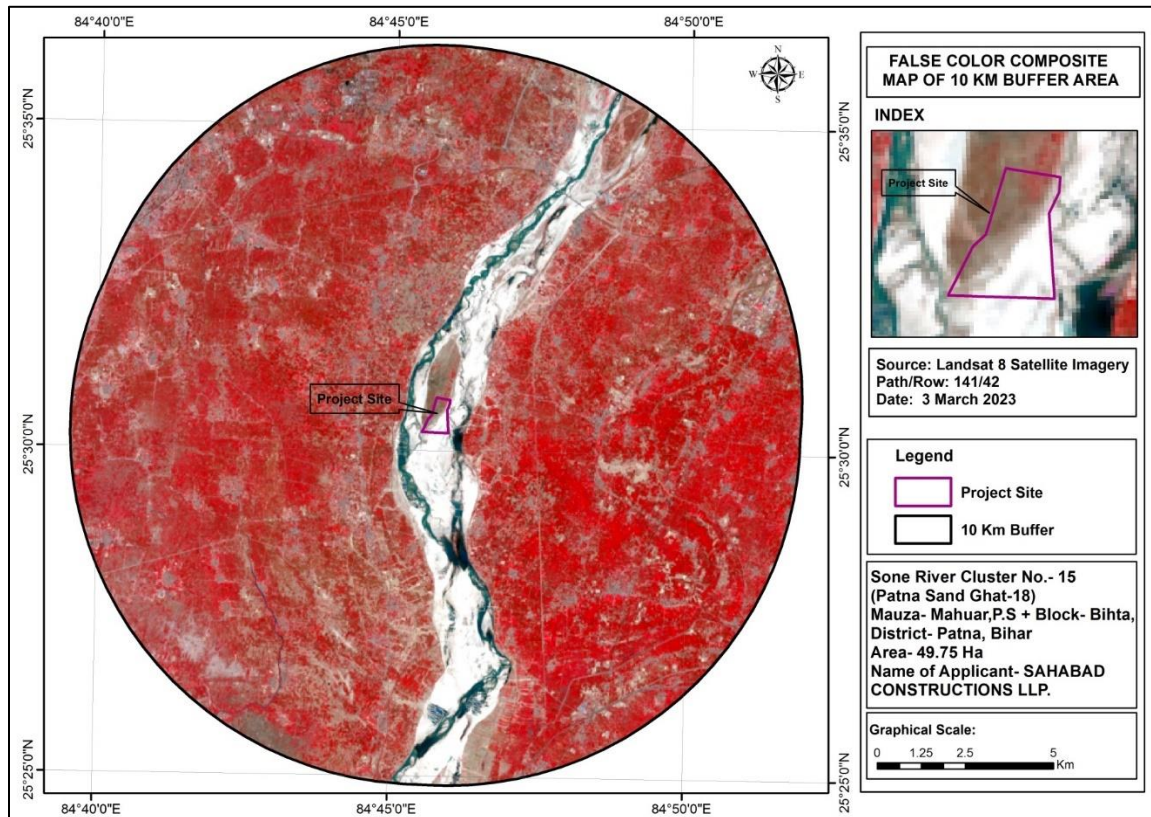 84°40'0"E
84°45'0"E
84°50'0"E
25°35'0"N
25°30'0"N
25°25'0"N
N
W E
S
Project Site
25°35'0"N
25°30'0"N
25°25'0"N
84°40'0"E
84°45'0"E
84°50'0"E
FALSE COLOR COMPOSITE
MAP OF 10 KM BUFFER AREA
INDEX
Project Site
Source: Landsat 8 Satellite Imagery
Path/Row: 141/42
Date: 3 March 2023
Legend
Project Site
10 Km Buffer
Sone River Cluster No.- 15
(Patna Sand Ghat-18)
Mauza- Mahuar,P.S + Block- Bihta,
District- Patna, Bihar
Area- 49.75 Ha
Name of Applicant- SAHABAD
CONSTRUCTIONS LLP.
Graphical Scale:
0 1.25 2.5 5
Km